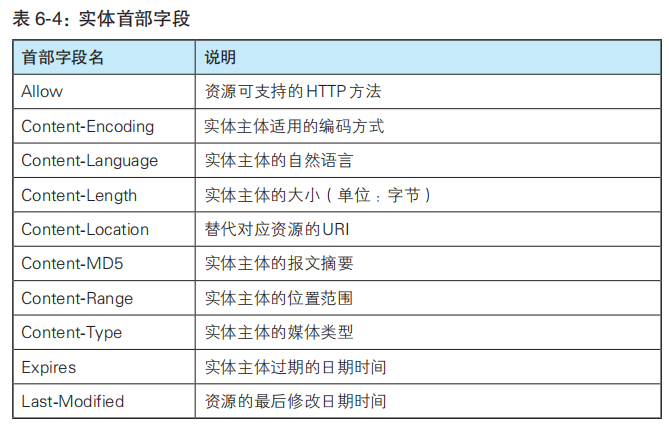 表 6-4：实体首部字段
首部字段名 说明
Allow 资源可支持的HTTP方法
Content-Encoding 实体主体适用的编码方式
Content-Language 实体主体的自然语言
Content-Length 实体主体的大小（单位：字节）
Content-Location 替代对应资源的URI
Content-MD5 实体主体的报文摘要
Content-Range 实体主体的位置范围
Content-Type 实体主体的媒体类型
Expires 实体主体过期的日期时间
Last-Modified 资源的最后修改日期时间